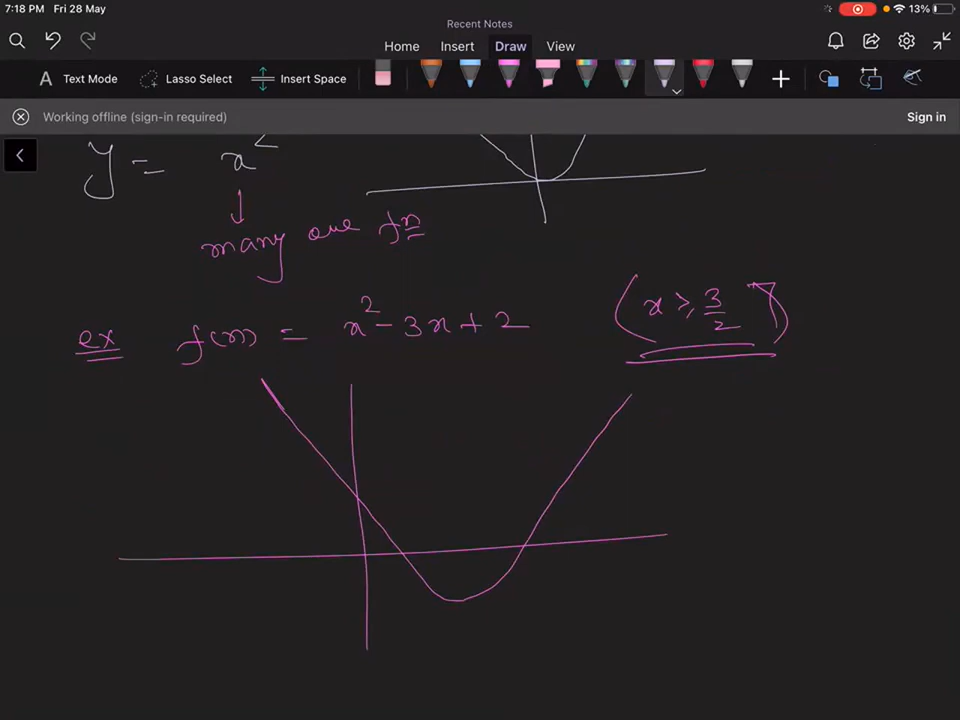 7:18 PM Fri 28 May
13%
Recent Notes
Home Insert Draw View
A Text Mode Lasso Select Insert Space
Working offline (sign-in required)
Sign in
y = x²
many one fn
ex f(x) = x² - 3x + 2 (x ≥ 3/2)